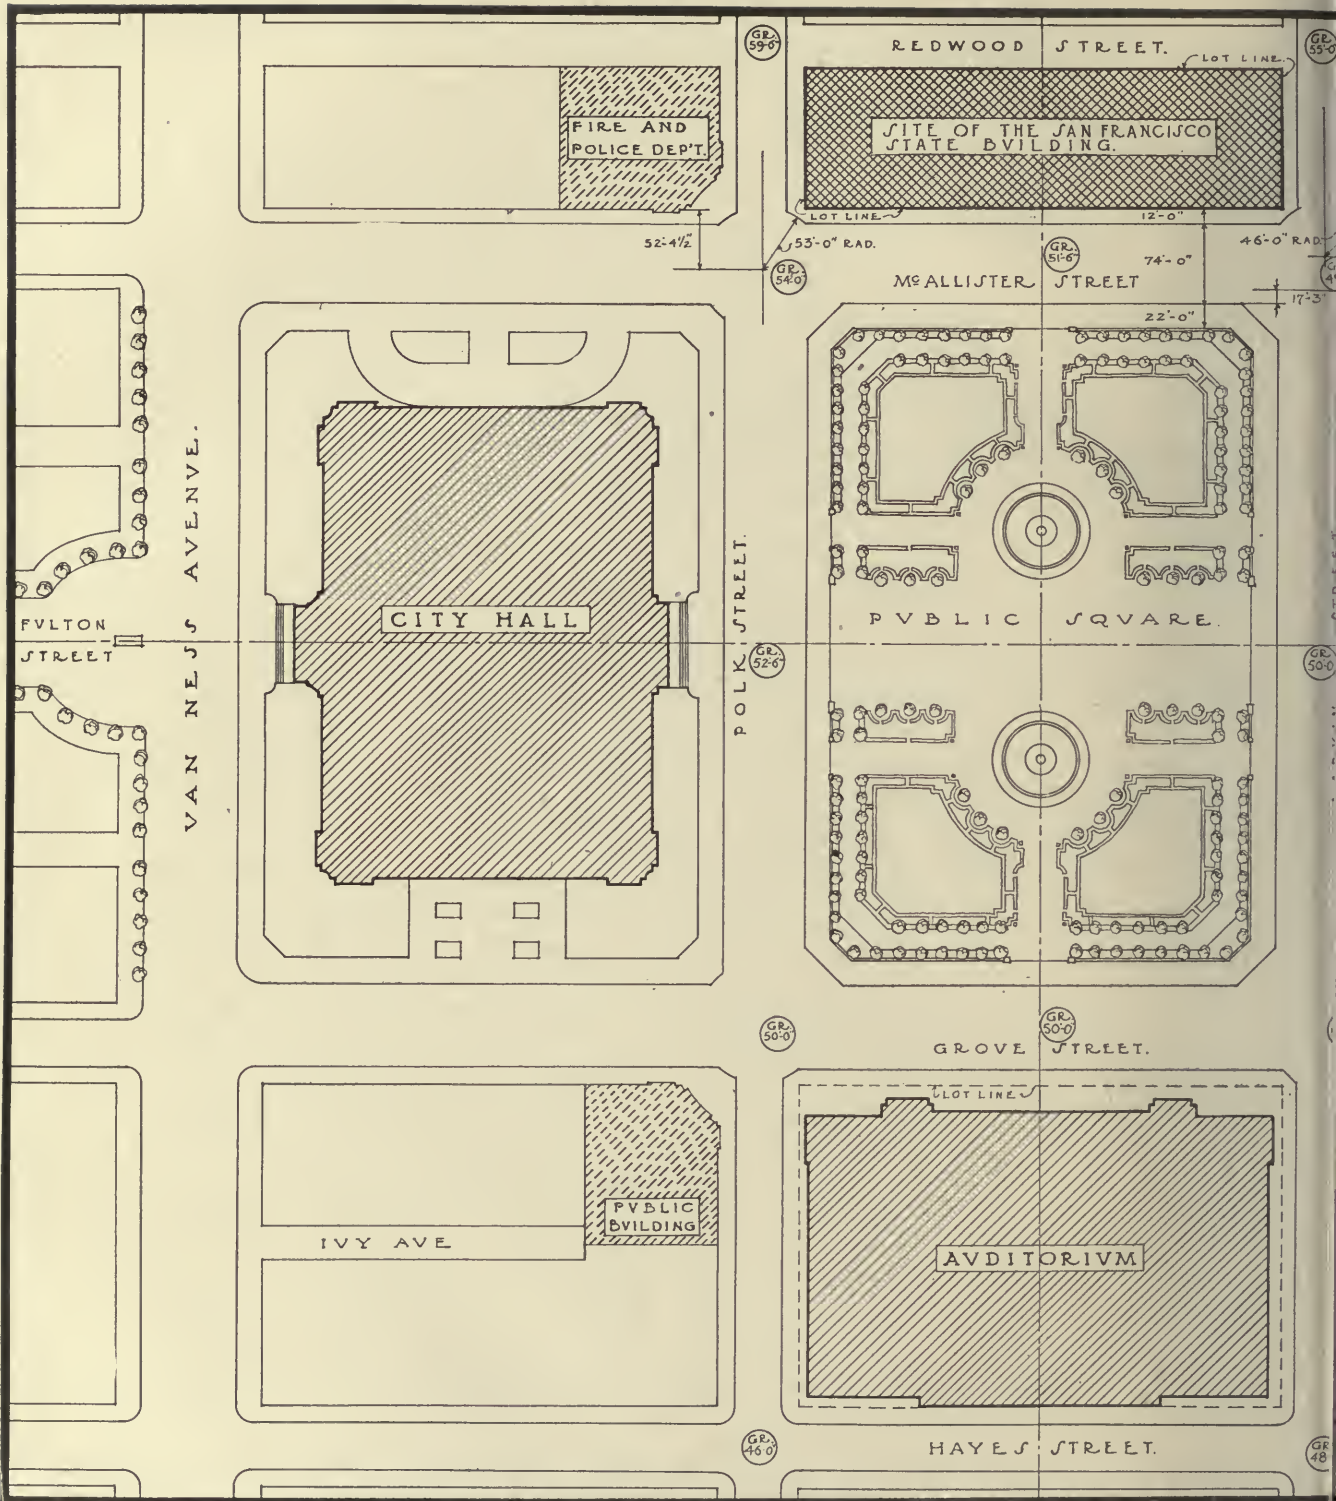 GR. 59-6"
REDWOOD STREET.
GR. 55-0
LOT LINE
FIRE AND
POLICE DEP'T.
SITE OF THE SAN FRANCISCO
STATE BVILDING.
LOT LINE
12'-0"
52'-4½"
53'-0" RAD.
GR. 51-6"
74'-0"
46'-0" RAD.
GR. 54-0"
McALLISTER STREET
17'-3"
22'-0"
VAN NESS AVENVE.
POLK STREET.
CITY HALL
PVBLIC SQVARE.
FVLTON
STREET
GR. 52-6"
GR. 50-0
GR. 50-0"
GR. 50-0"
GROVE STREET.
LOT LINE
PVBLIC
BVILDING
IVY AVE
AVDITORIVM
GR. 46-0"
HAYES STREET.
GR 48